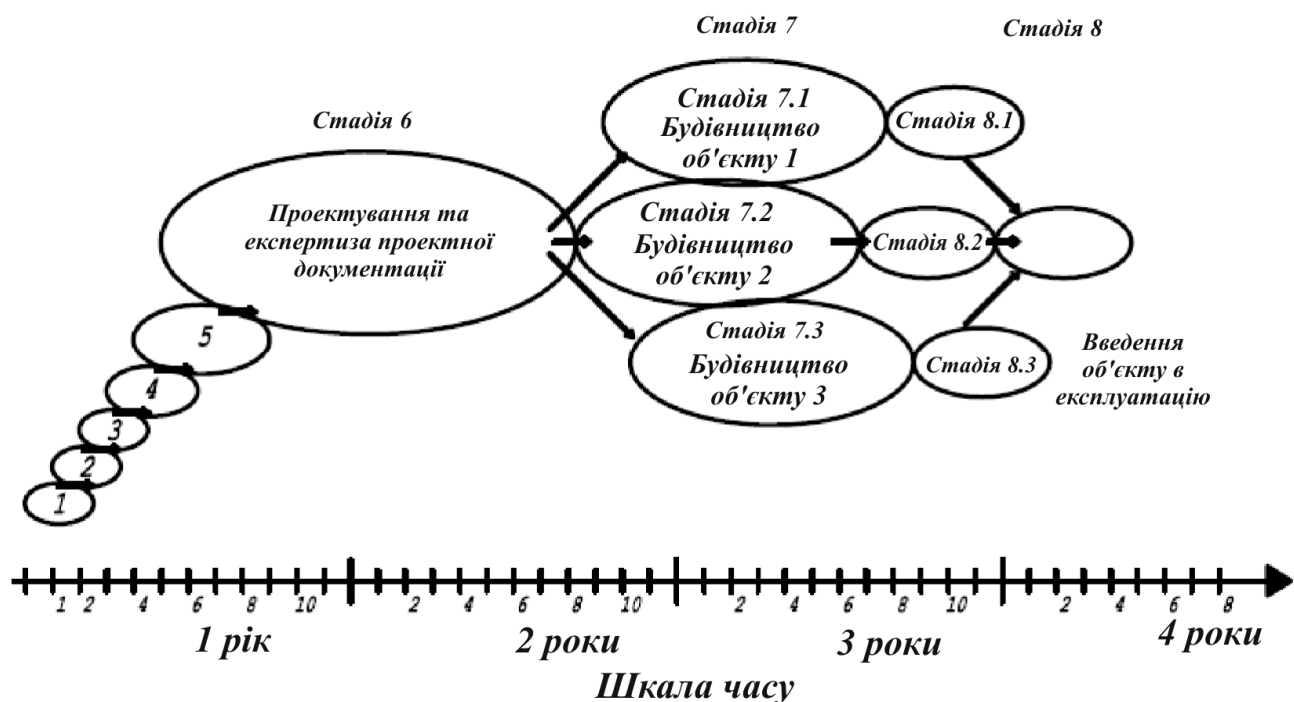 Стадія 7
Стадія 8
Стадія 6
Стадія 7.1
Будівництво
об'єкту 1
Стадія 8.1
Проектування та
експертиза проектної
документації
Стадія 7.2
Будівництво
об'єкту 2
Стадія 8.2
5
Стадія 7.3
Будівництво
об'єкту 3
Стадія 8.3
Введення
об'єкту в
експлуатацію
4
3
2
1
1 2 4 6 8 10 2 4 6 8 10 2 4 6 8 10 2 4 6 8
1 рік 2 роки 3 роки 4 роки
Шкала часу